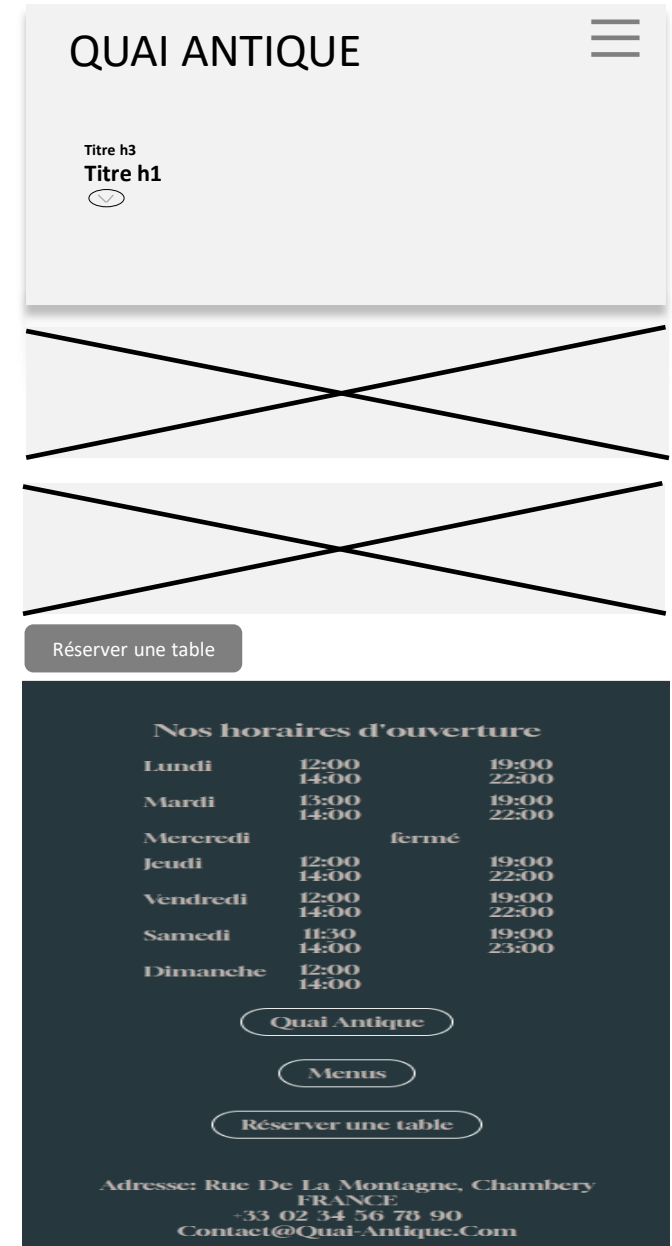 QUAI ANTIQUE
Titre h3
Titre h1
Réserver une table
Nos horaires d'ouverture
Lundi 12:00 19:00
14:00 22:00
Mardi 13:00 19:00
14:00 22:00
Mercredi fermé
Jeudi 12:00 19:00
14:00 22:00
Vendredi 12:00 19:00
14:00 22:00
Samedi 11:30 19:00
14:00 23:00
Dimanche 12:00
14:00
Quai Antique
Menus
Réserver une table
Adresse: Rue De La Montagne, Chambery
FRANCE
+33 02 34 56 78 90
Contact@Quai-Antique.Com